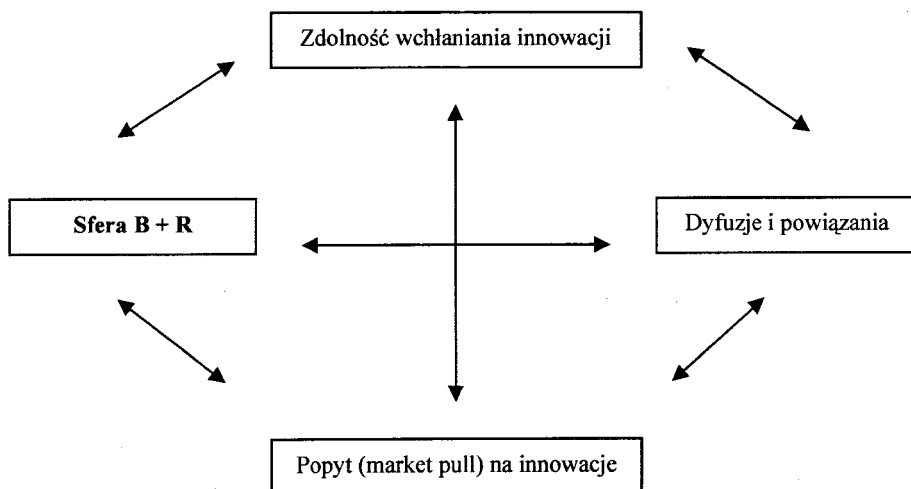 Zdolność wchłaniania innowacji
Sfera B + R
Dyfuzje i powiązania
Popyt (market pull) na innowacje